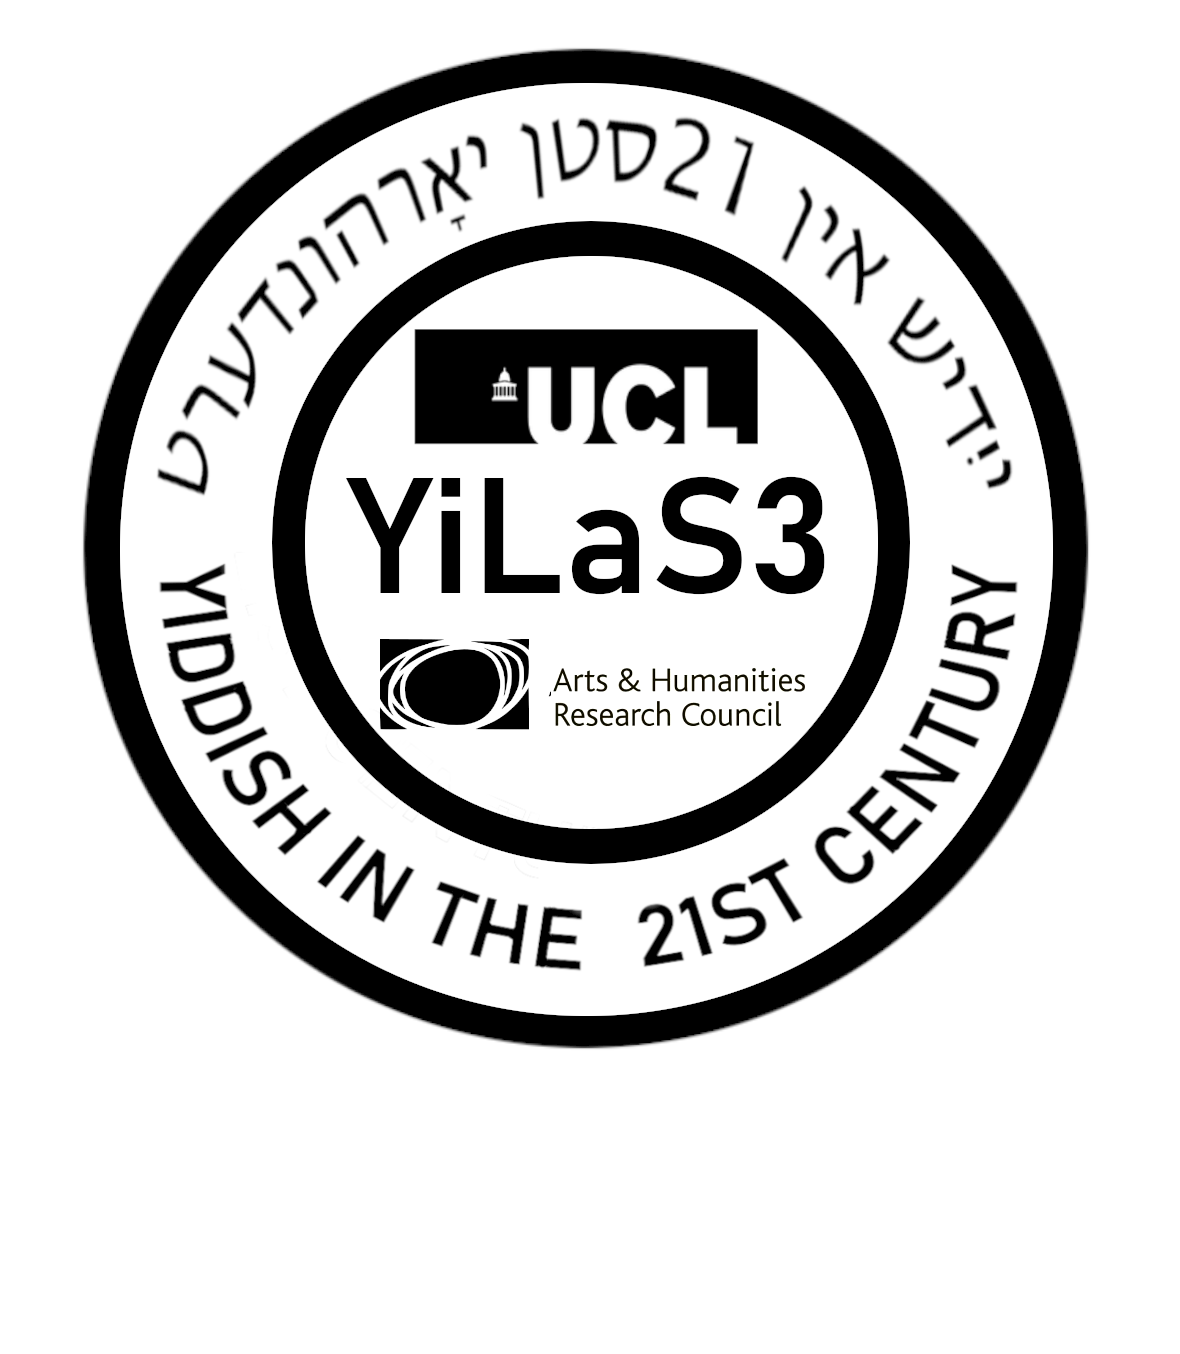 ייִדיש אין 21סטן יאָרהונדערט
UCL
YiLaS3
Arts & Humanities
Research Council
YIDDISH IN THE 21ST CENTURY